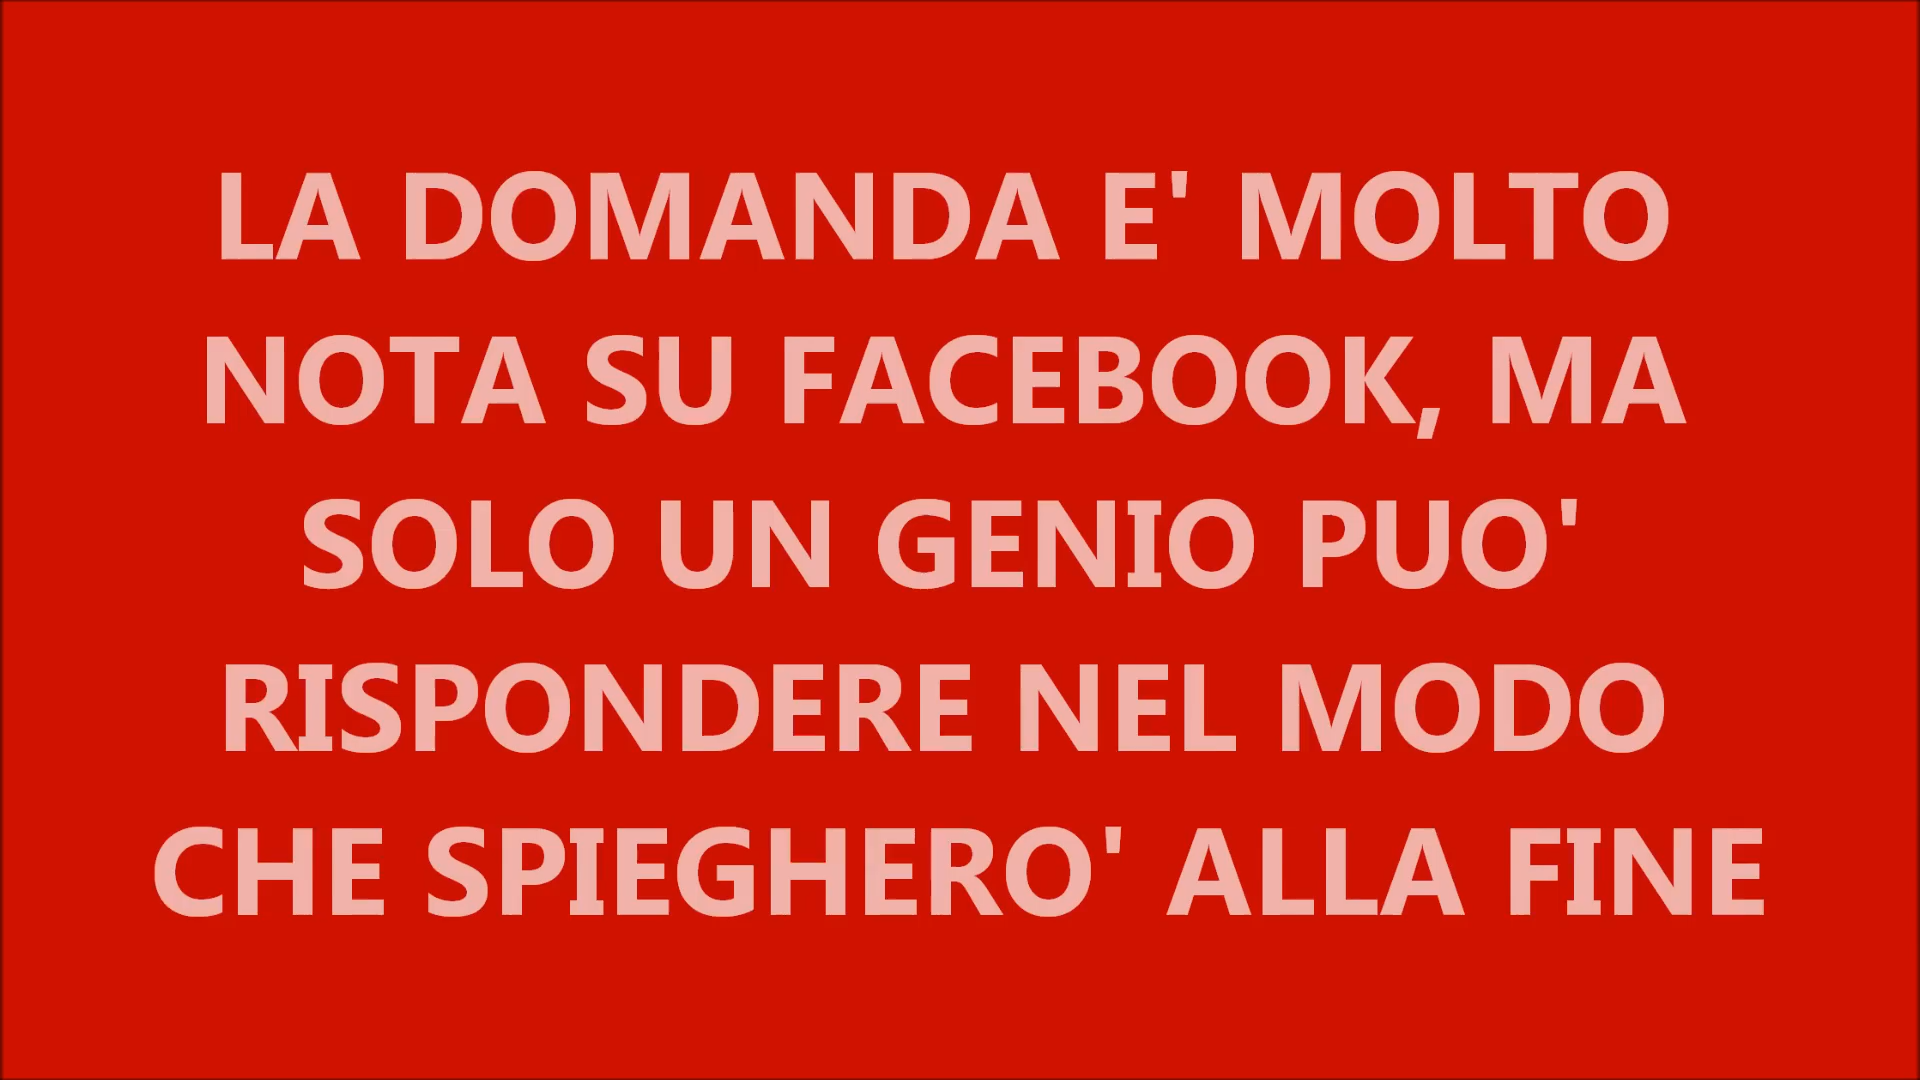 LA DOMANDA E' MOLTO
NOTA SU FACEBOOK, MA
SOLO UN GENIO PUO'
RISPONDERE NEL MODO
CHE SPIEGHERO' ALLA FINE